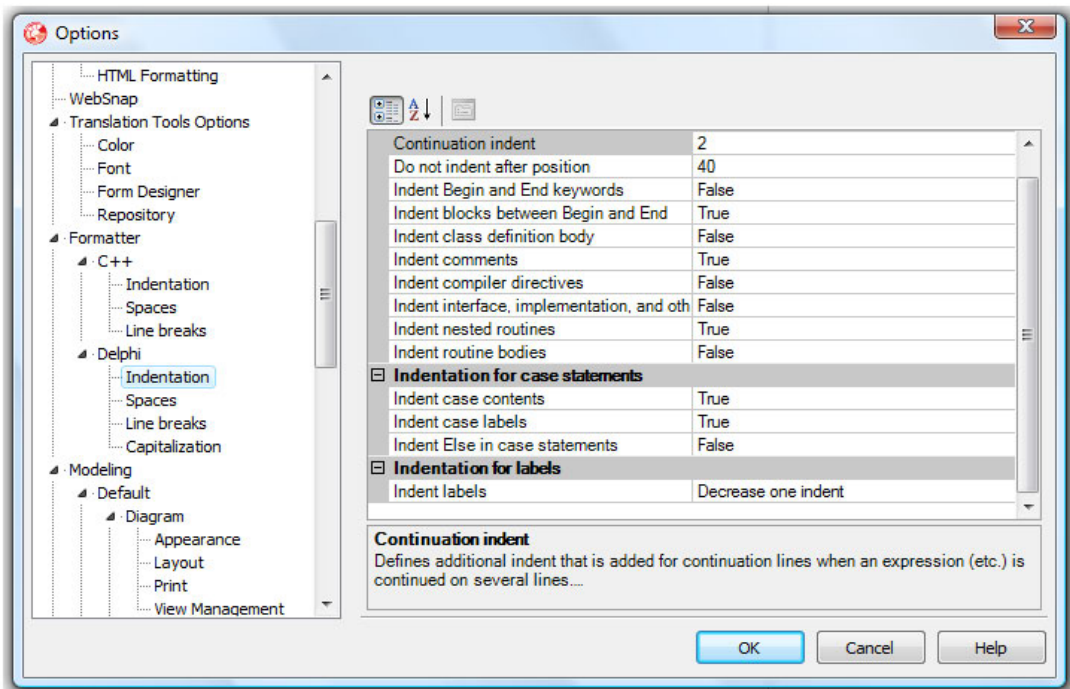 Options
HTML Formatting
WebSnap
Translation Tools Options
Color
Font
Form Designer
Repository
Formatter
C++
Indentation
Spaces
Line breaks
Delphi
Indentation
Spaces
Line breaks
Capitalization
Modeling
Default
Diagram
Appearance
Layout
Print
View Management
Continuation indent 2
Do not indent after position 40
Indent Begin and End keywords False
Indent blocks between Begin and End True
Indent class definition body False
Indent comments True
Indent compiler directives False
Indent interface, implementation, and oth False
Indent nested routines True
Indent routine bodies False
Indentation for case statements
Indent case contents True
Indent case labels True
Indent Else in case statements False
Indentation for labels
Indent labels Decrease one indent
Continuation indent
Defines additional indent that is added for continuation lines when an expression (etc.) is
continued on several lines....
OK Cancel Help